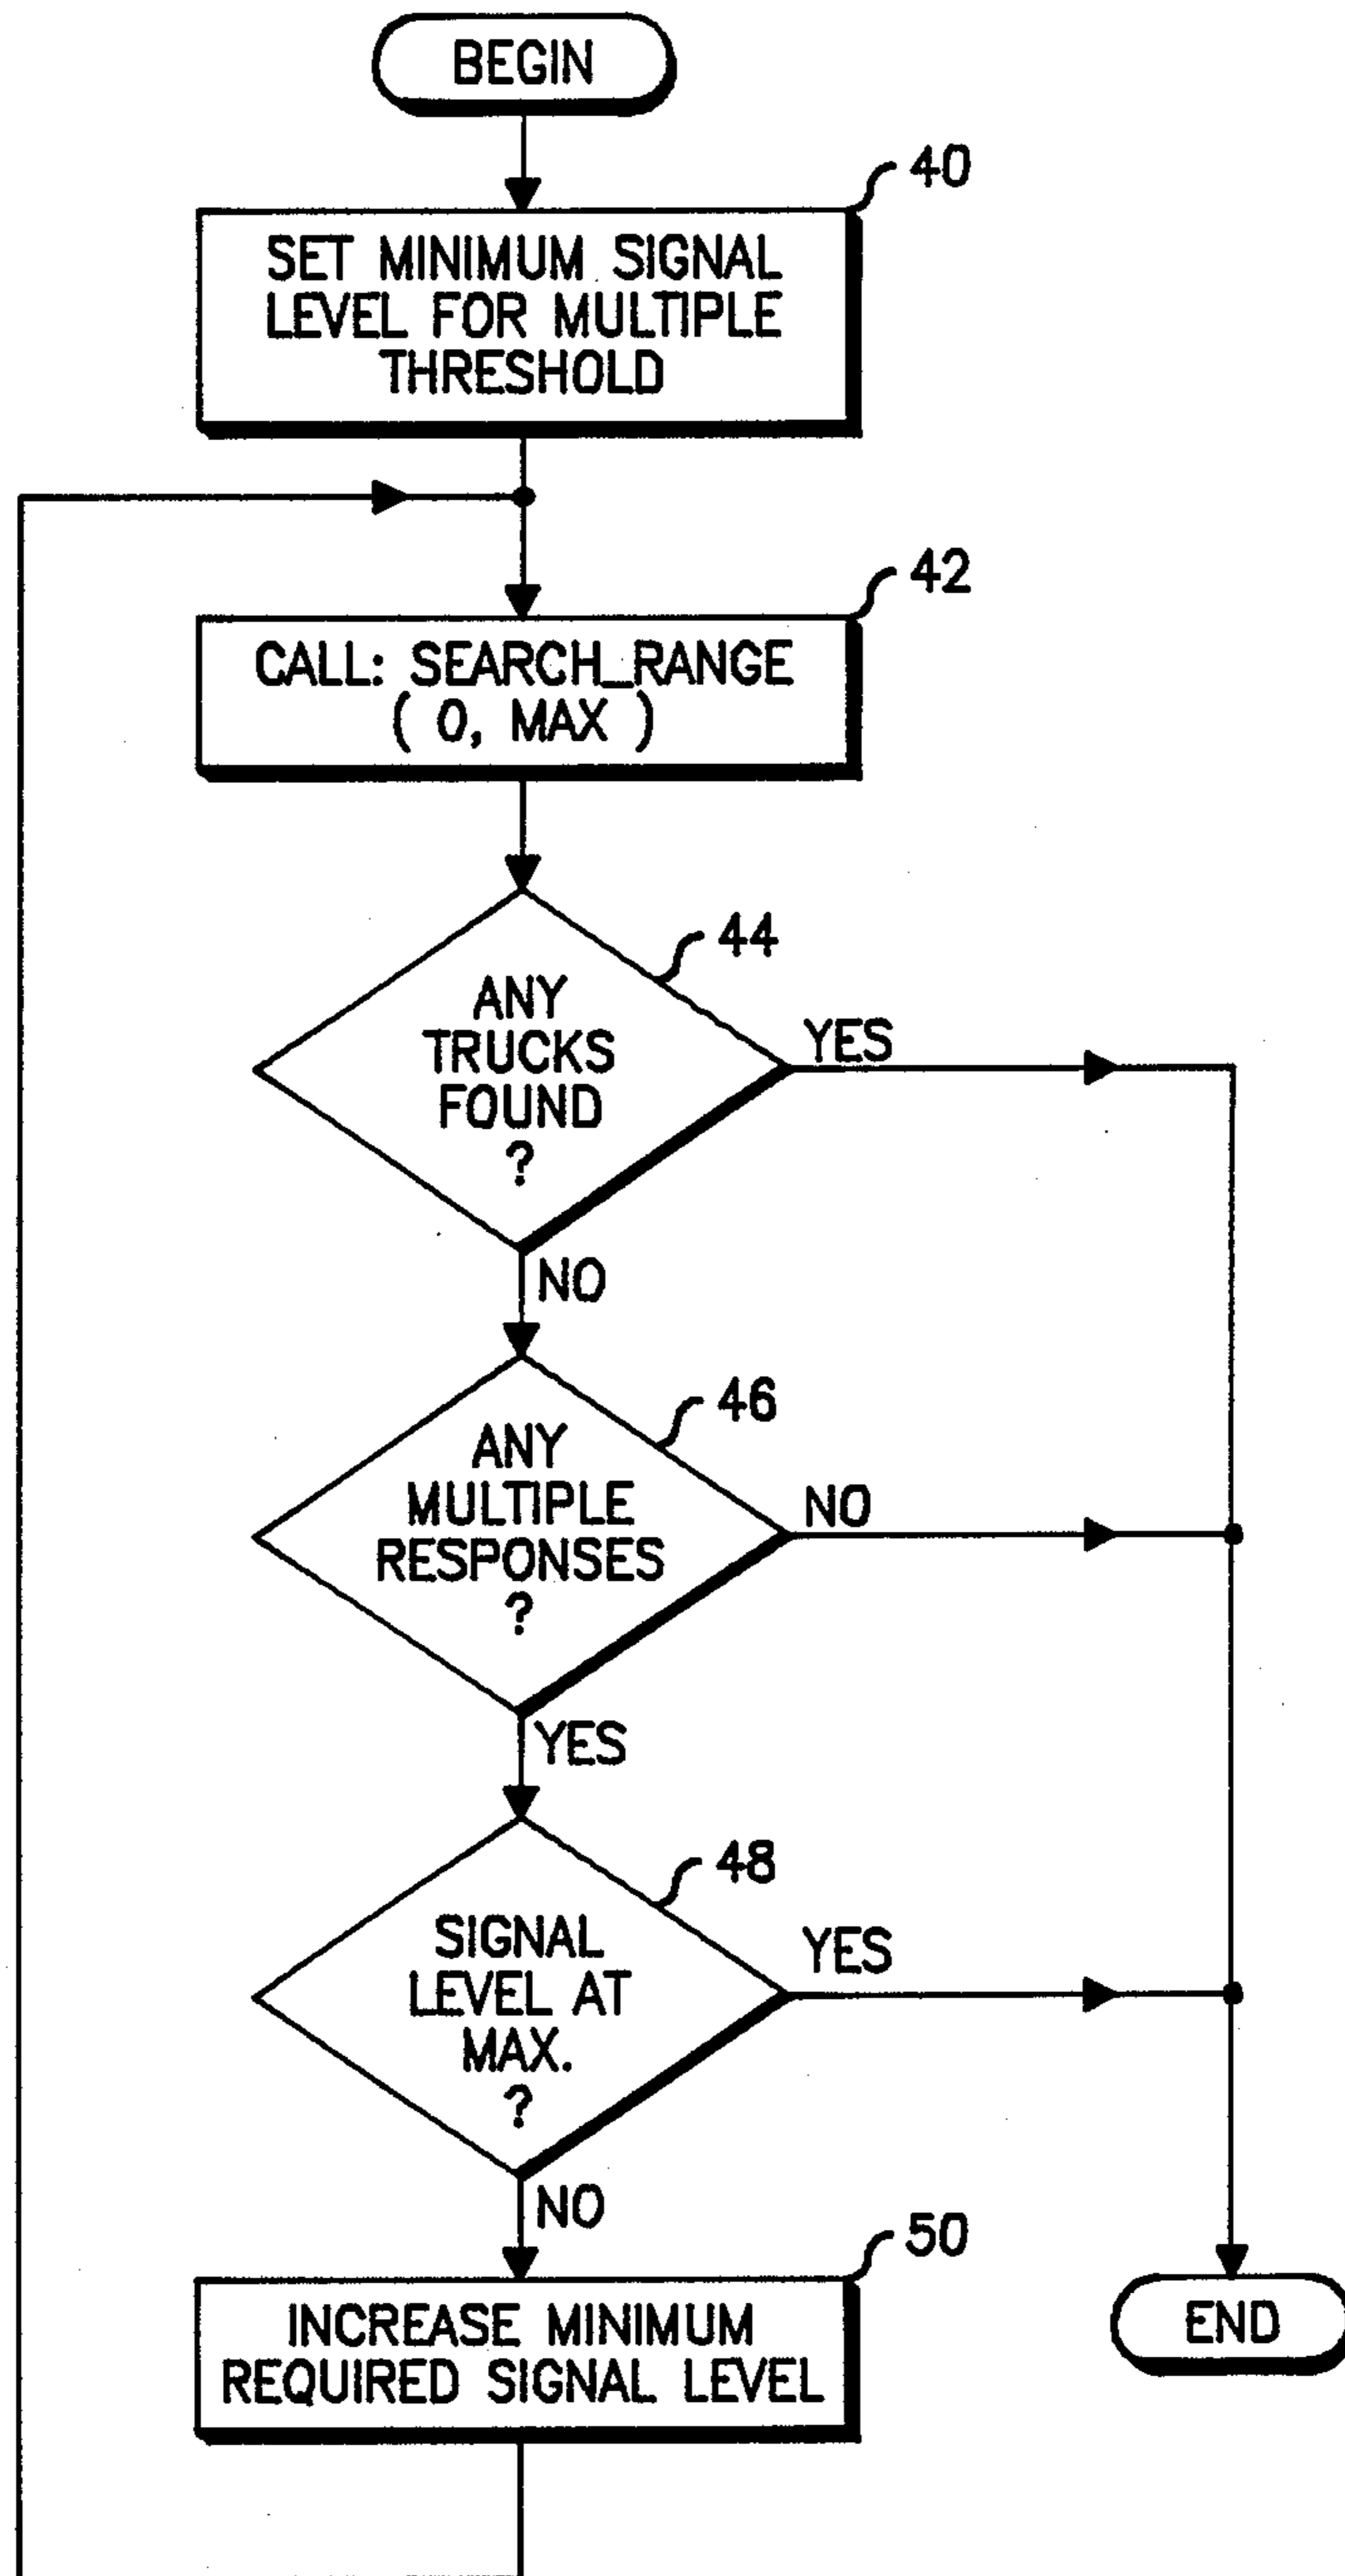 BEGIN
40
SET MINIMUM SIGNAL
LEVEL FOR MULTIPLE
THRESHOLD
42
CALL: SEARCH_RANGE
( 0, MAX )
44
ANY
TRUCKS
FOUND
?
YES
NO
46
ANY
MULTIPLE
RESPONSES
?
NO
YES
48
SIGNAL
LEVEL AT
MAX.
?
YES
NO
50
INCREASE MINIMUM
REQUIRED SIGNAL LEVEL
END